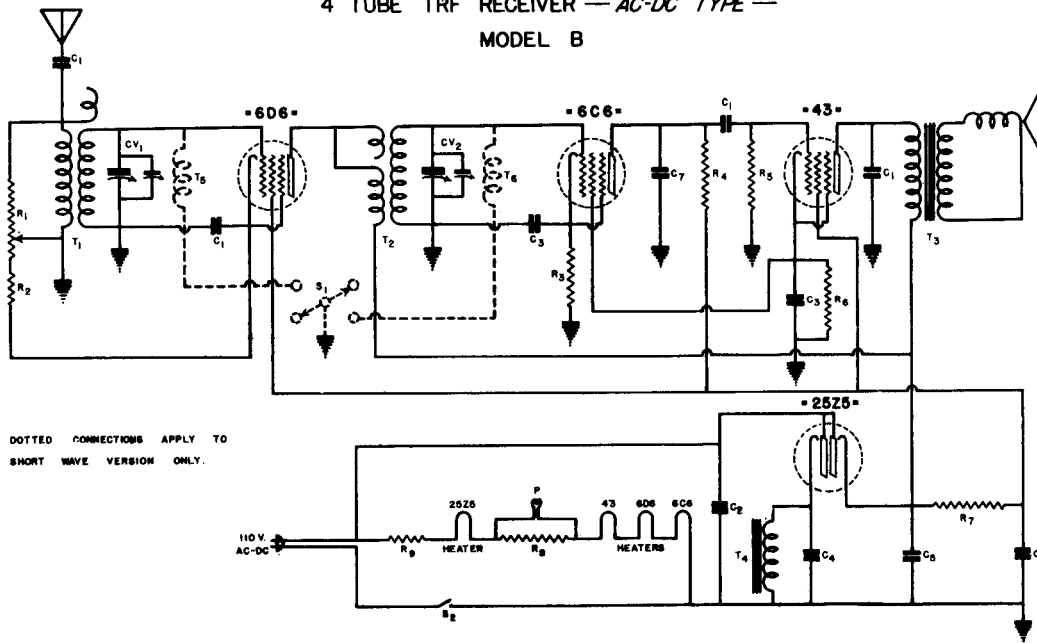 4 TUBE TRF RECEIVER — AC-DC TYPE —
MODEL B
C1
"6D6"
"6C6"
C1
"43"
CV1
T5
CV2
T6
C7
R4
R5
C1
R1
T1
C1
T2
C3
T3
R2
S1
R3
C3
R6
"25Z5"
DOTTED CONNECTIONS APPLY TO
SHORT WAVE VERSION ONLY.
25Z5
P
43
6D6
6C6
C2
R7
110 V.
AC-DC
R9
HEATER
R8
HEATERS
T4
C4
C5
C
S2